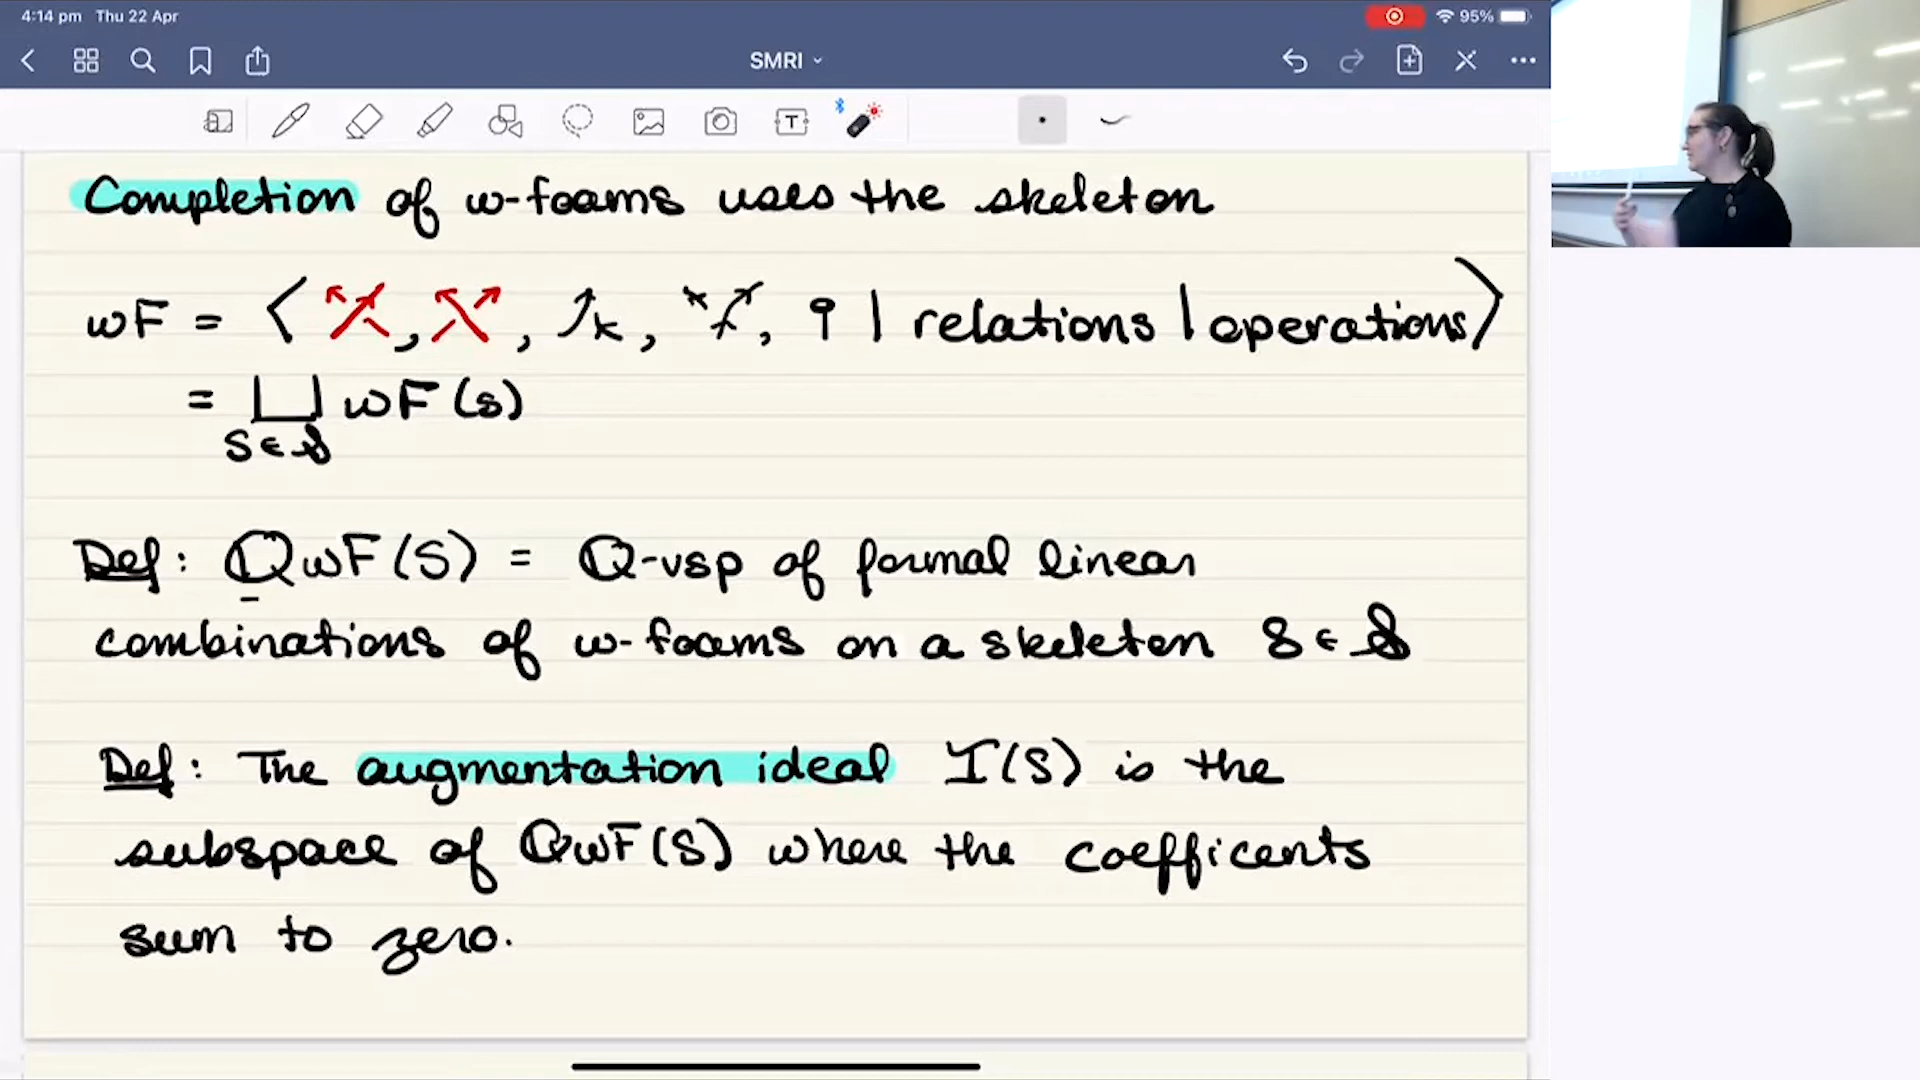 4:14 pm Thu 22 Apr
95%
SMRI
Completion of w-foams uses the skeleton
wF = ⟨ , , , , | relations | operations⟩
= ⊔ wF(s)
S ∈ 𝒮
Def: ℚwF(S) = ℚ-vsp of formal linear
combinations of w-foams on a skeleton S ∈ 𝒮
Def: The augmentation ideal I(S) is the
subspace of ℚwF(S) where the coefficents
sum to zero.